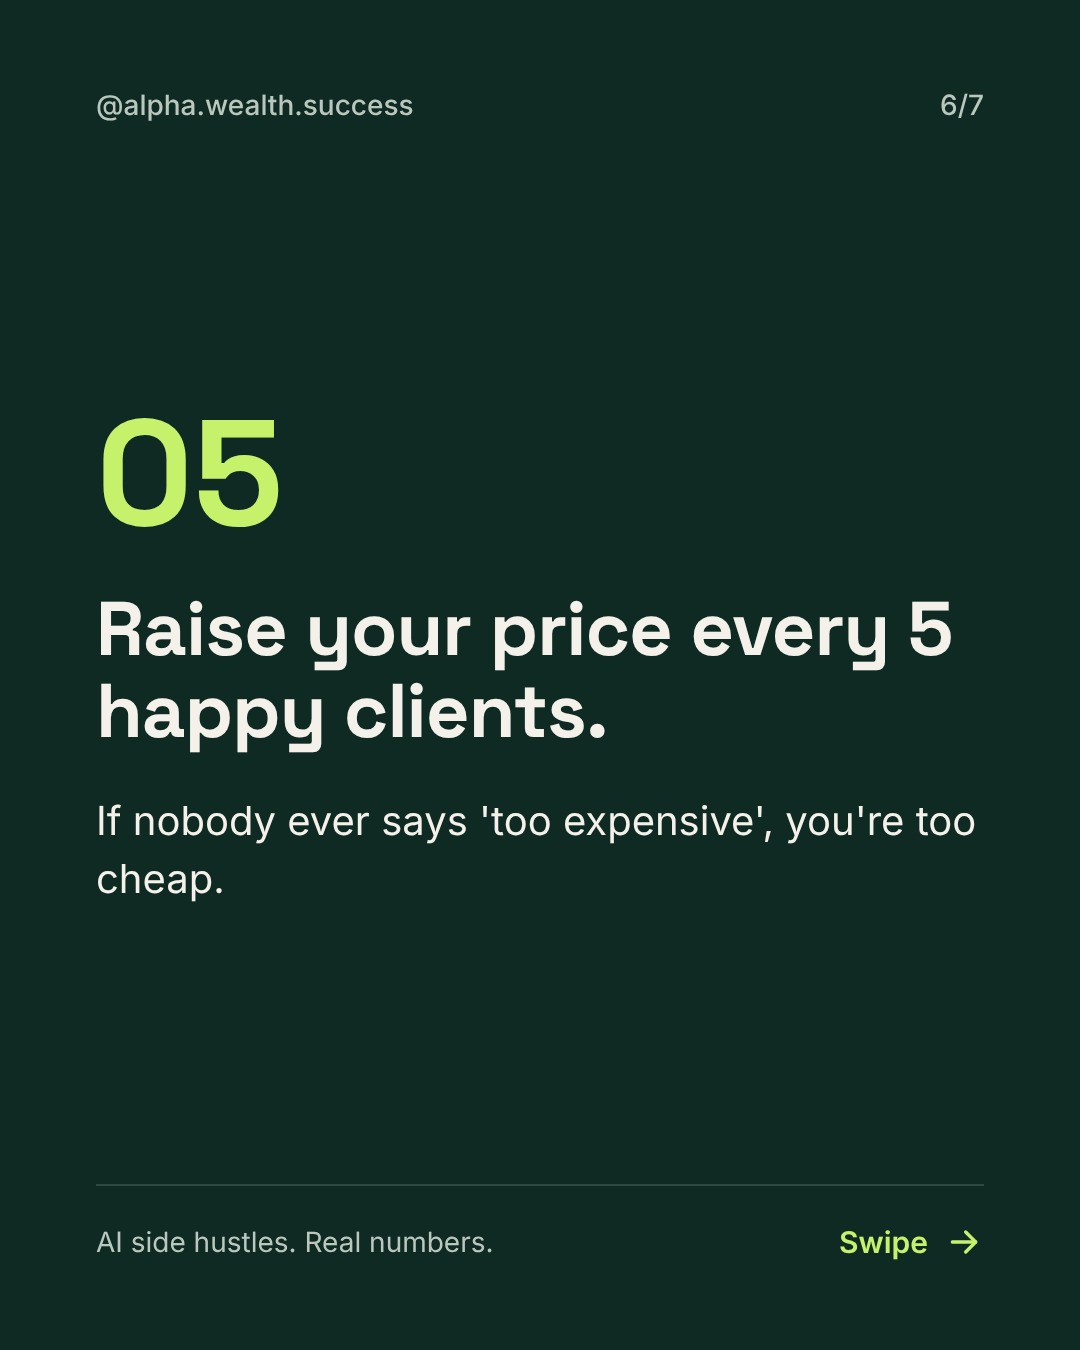 @alpha.wealth.success
6/7
05
Raise your price every 5
happy clients.
If nobody ever says 'too expensive', you're too
cheap.
AI side hustles. Real numbers.
Swipe →